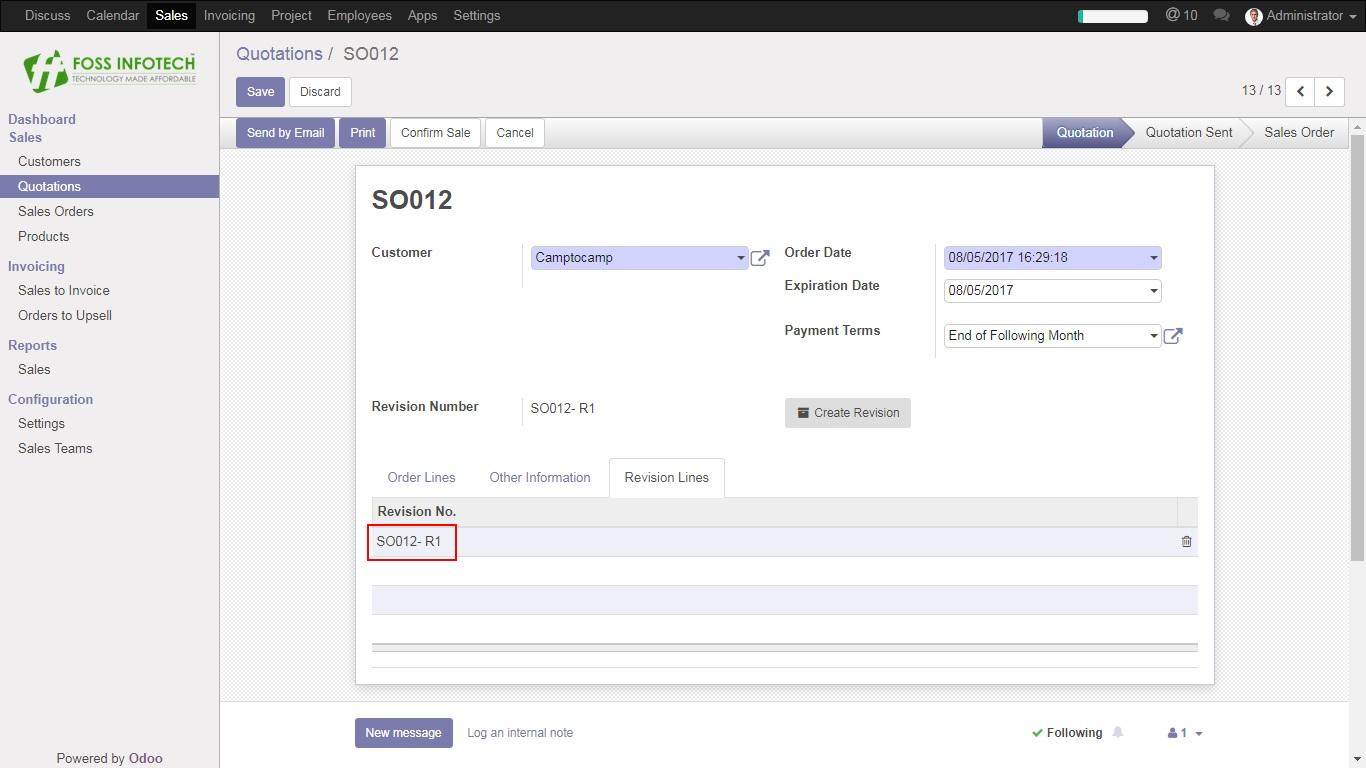 Discuss Calendar Sales Invoicing Project Employees Apps Settings @ 10 Administrator
FOSS INFOTECH™
TECHNOLOGY MADE AFFORDABLE
Dashboard
Sales
Customers
Quotations
Sales Orders
Products
Invoicing
Sales to Invoice
Orders to Upsell
Reports
Sales
Configuration
Settings
Sales Teams
Powered by Odoo
Quotations / SO012
Save Discard 13 / 13
Send by Email Print Confirm Sale Cancel Quotation Quotation Sent Sales Order
SO012
Customer Camptocamp Order Date 08/05/2017 16:29:18
Expiration Date 08/05/2017
Payment Terms End of Following Month
Revision Number SO012- R1 Create Revision
Order Lines Other Information Revision Lines
Revision No.
SO012- R1
New message Log an internal note Following 1